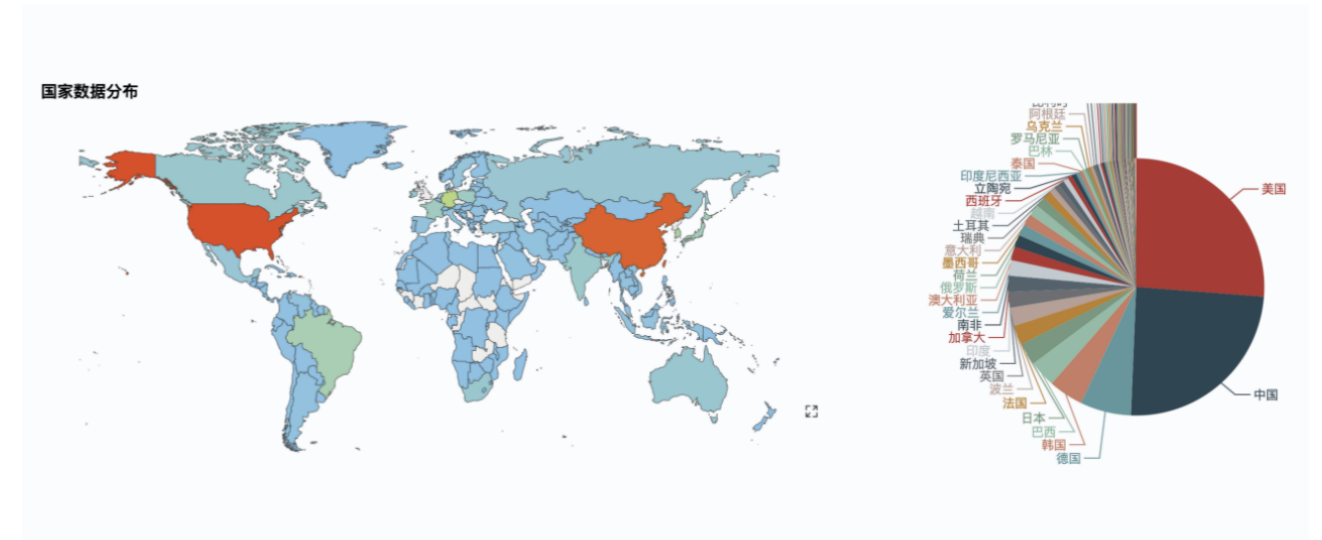 国家数据分布
阿根廷
乌克兰
罗马尼亚
巴林
泰国
印度尼西亚
立陶宛
西班牙
越南
土耳其
瑞典
意大利
墨西哥
荷兰
俄罗斯
澳大利亚
爱尔兰
南非
加拿大
印度
新加坡
英国
波兰
法国
日本
巴西
韩国
德国
美国
中国